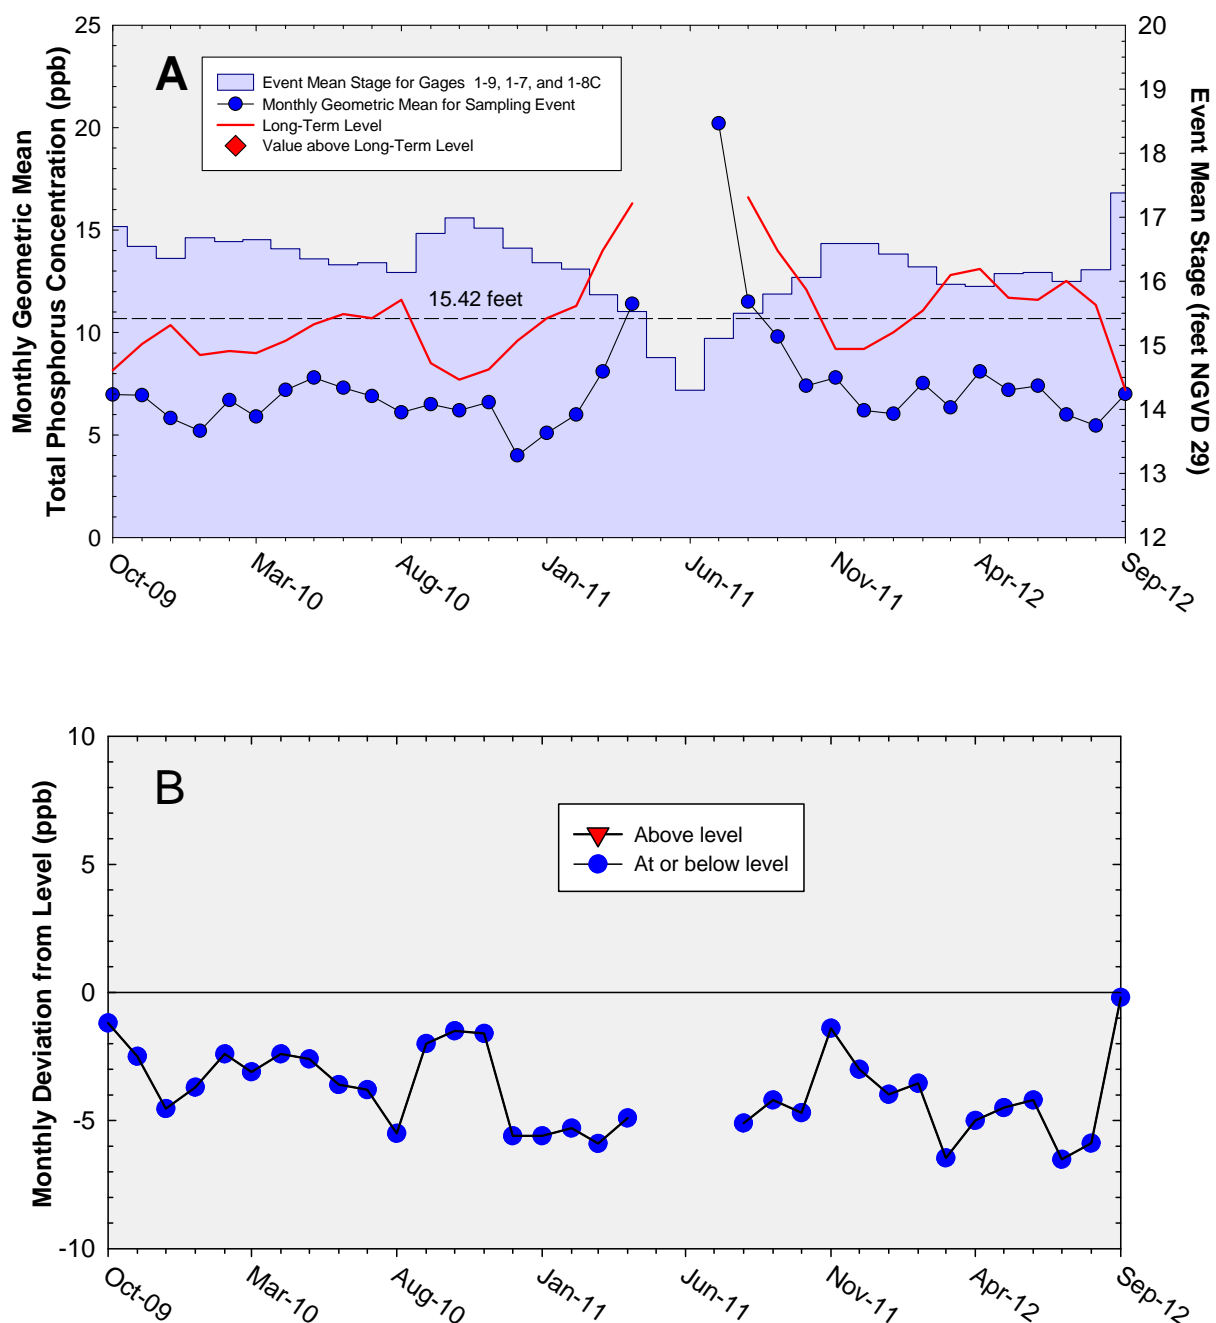 A
Event Mean Stage for Gages 1-9, 1-7, and 1-8C
Monthly Geometric Mean for Sampling Event
Long-Term Level
Value above Long-Term Level
Monthly Geometric Mean
Total Phosphorus Concentration (ppb)
25
20
15
10
5
0
15.42 feet
20
19
18
17
16
15
14
13
12
Event Mean Stage (feet NGVD 29)
Oct-09
Mar-10
Aug-10
Jan-11
Jun-11
Nov-11
Apr-12
Sep-12
B
Above level
At or below level
Monthly Deviation from Level (ppb)
10
5
0
-5
-10
Oct-09
Mar-10
Aug-10
Jan-11
Jun-11
Nov-11
Apr-12
Sep-12